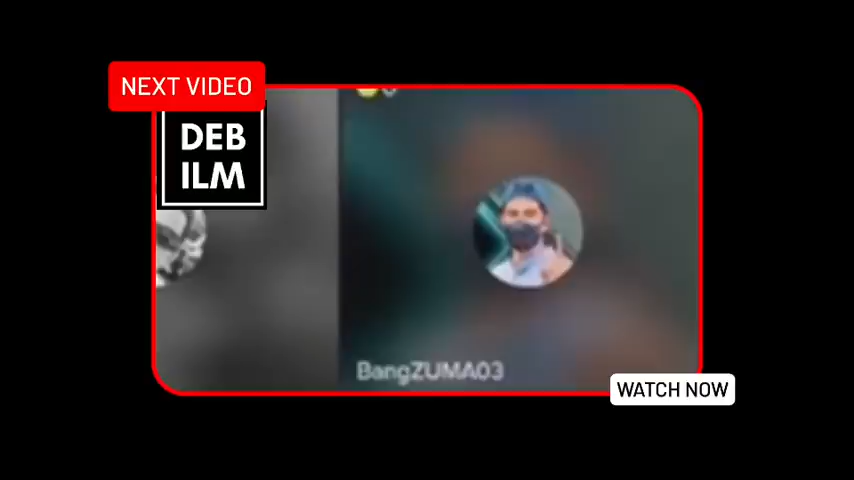 NEXT VIDEO
DEB
ILM
BangZUMA03
WATCH NOW